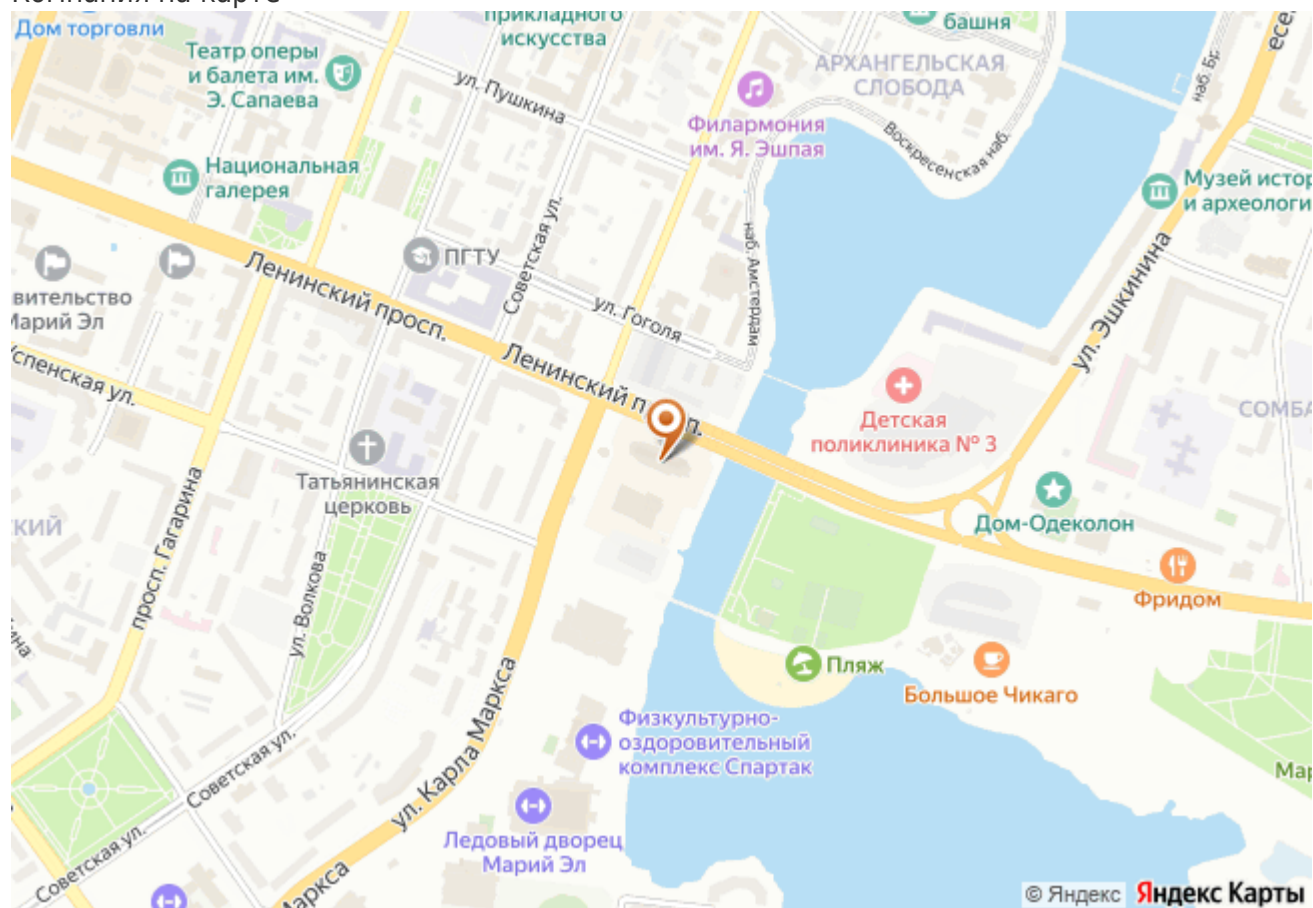 Дом торговли
прикладного
искусства
башня
Театр оперы
и балета им.
Э. Сапаева
ул. Пушкина
АРХАНГЕЛЬСКАЯ
СЛОБОДА
наб. Бр.
Филармония
им. Я. Эшпая
Воскресенская наб.
Национальная
галерея
Музей истор
и археологи
Советская ул.
наб. Амстердам
ПГТУ
ул. Эшкинина
Ленинский просп.
вительство
Марий Эл
ул. Гоголя
Успенская ул.
Ленинский п
л.
Детская
поликлиника № 3
СОМБА
Татьянинская
церковь
Дом-Одеколон
СКИЙ
просп. Гагарина
ул. Волкова
Фридом
Пляж
Большое Чикаго
ул. Карла Маркса
Физкультурно-
оздоровительный
комплекс Спартак
Советская ул.
Мар
Ледовый дворец
Марий Эл
Советская ул.
Маркса
© Яндекс Яндекс Карты